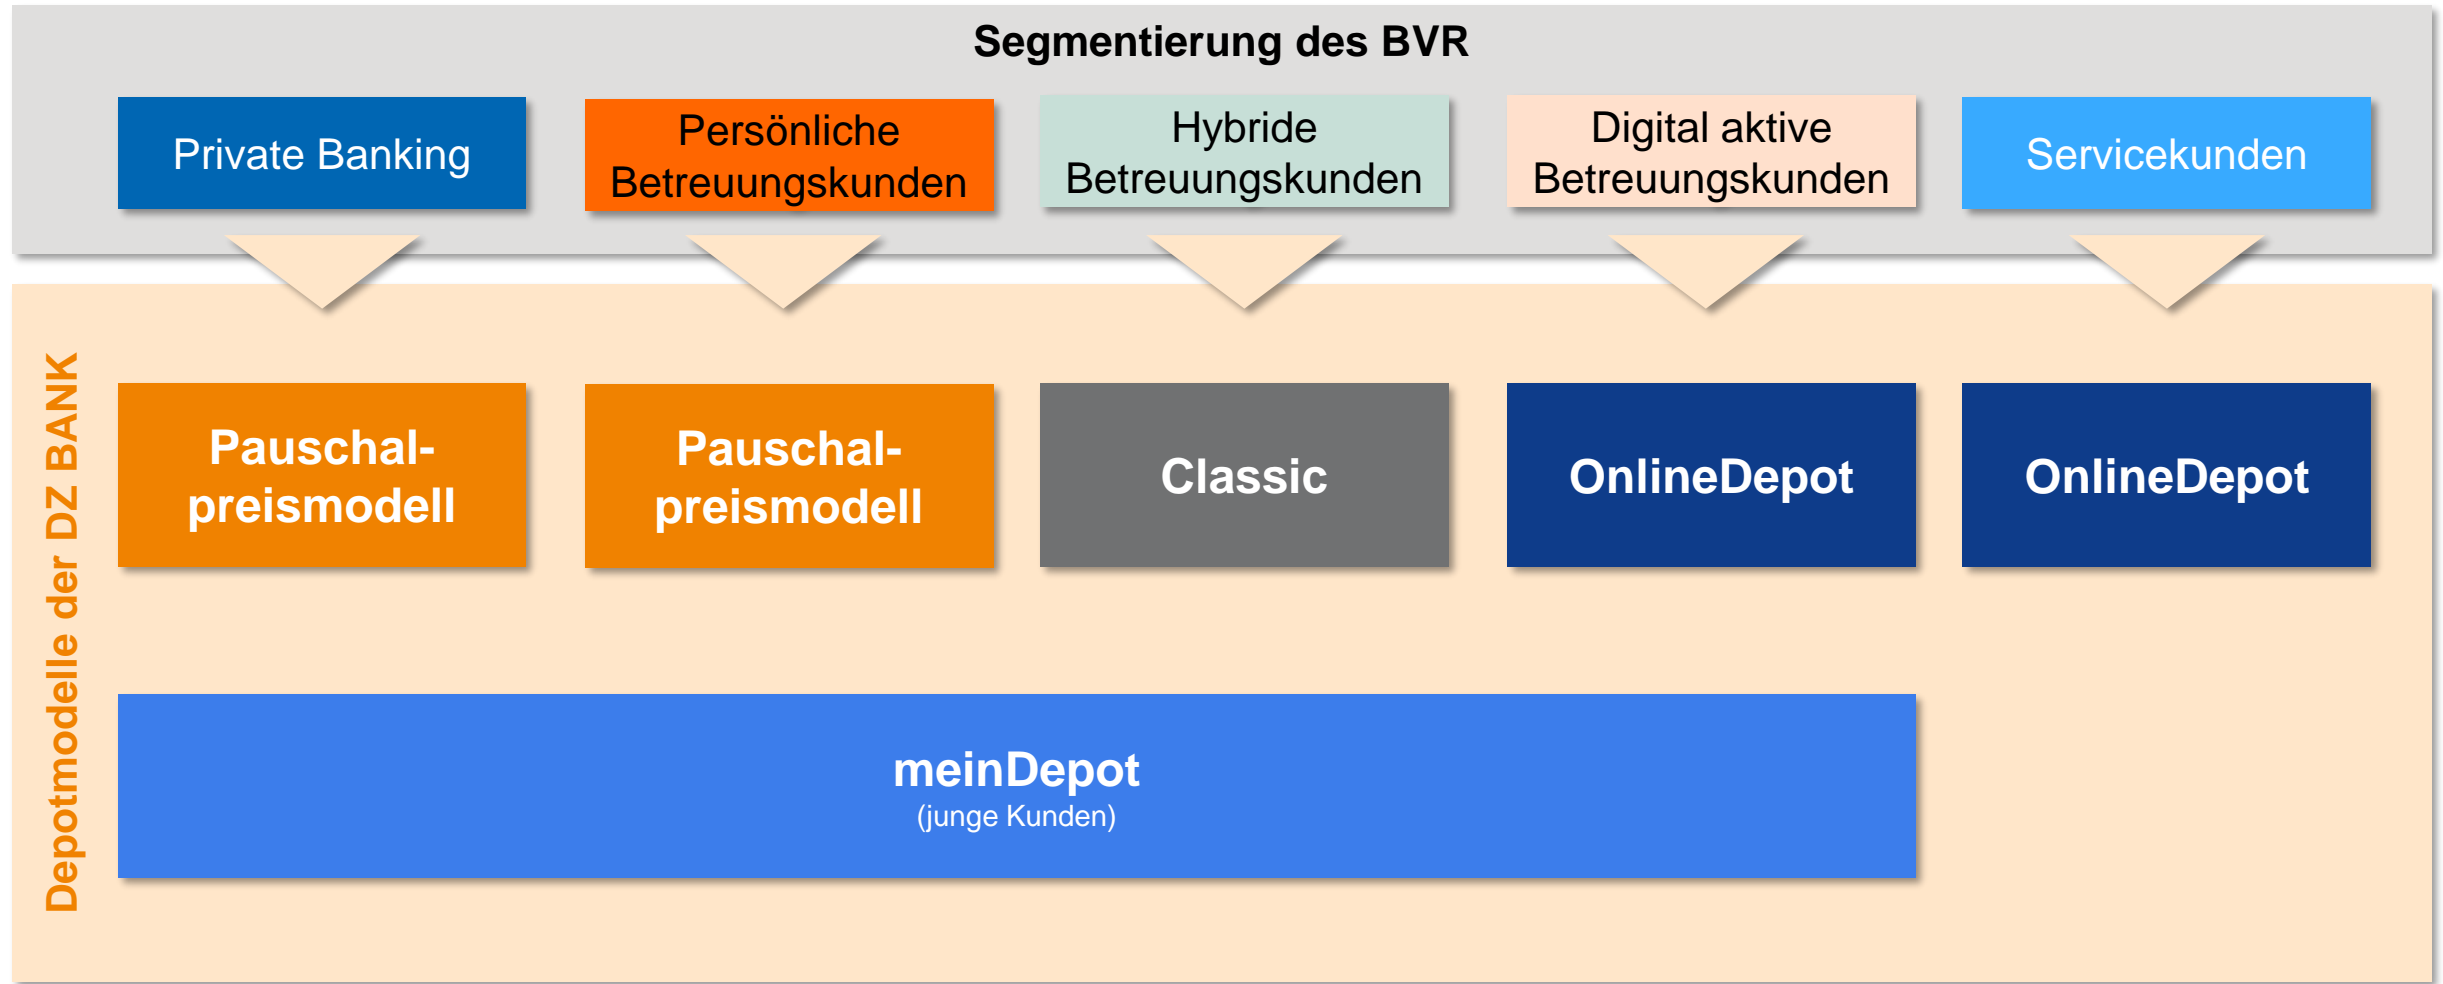 Segmentierung des BVR
Private Banking
Persönliche
Betreuungskunden
Hybride
Betreuungskunden
Digital aktive
Betreuungskunden
Servicekunden
Depotmodelle der DZ BANK
Pauschal-
preismodell
Pauschal-
preismodell
Classic
OnlineDepot
OnlineDepot
meinDepot
(junge Kunden)